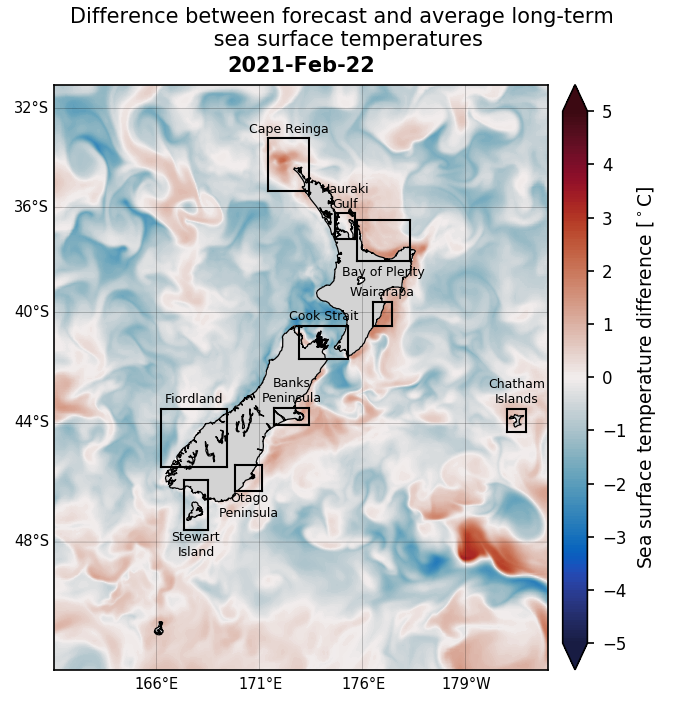 Difference between forecast and average long-term
sea surface temperatures
2021-Feb-22
32°S
36°S
40°S
44°S
48°S
166°E
171°E
176°E
179°W
Cape Reinga
Hauraki
Gulf
Bay of Plenty
Wairarapa
Cook Strait
Banks
Peninsula
Chatham
Islands
Fiordland
Otago
Peninsula
Stewart
Island
5
4
3
2
1
0
−1
−2
−3
−4
−5
Sea surface temperature difference [°C]